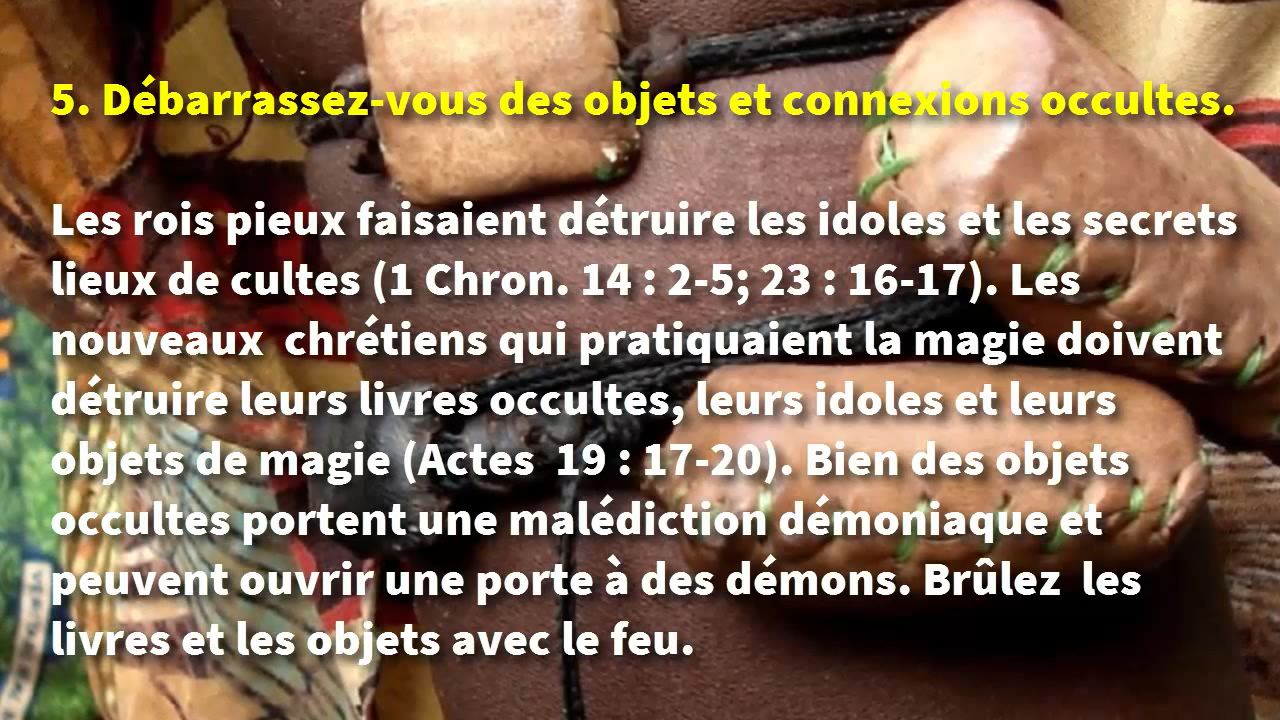 5. Débarrassez-vous des objets et connexions occultes.
Les rois pieux faisaient détruire les idoles et les secrets
lieux de cultes (1 Chron. 14 : 2-5; 23 : 16-17). Les
nouveaux  chrétiens qui pratiquaient la magie doivent
détruire leurs livres occultes, leurs idoles et leurs
objets de magie (Actes  19 : 17-20). Bien des objets
occultes portent une malédiction démoniaque et
peuvent ouvrir une porte à des démons. Brûlez  les
livres et les objets avec le feu.